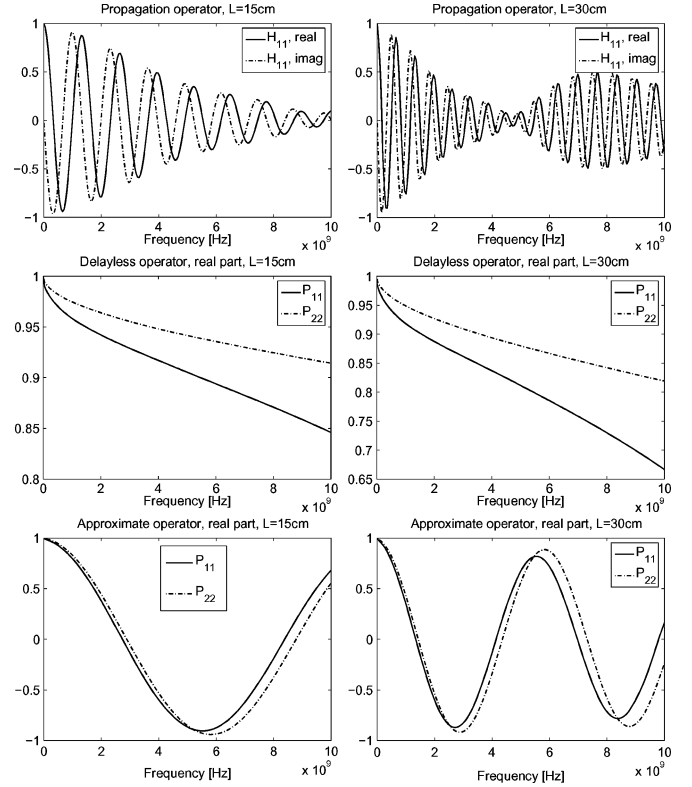 Propagation operator, L=15cm
H11, real
H11, imag
1
0.5
0
−0.5
−1
0 2 4 6 8 10
Frequency [Hz]
x 10^9
Propagation operator, L=30cm
H11, real
H11, imag
1
0.5
0
−0.5
−1
0 2 4 6 8 10
Frequency [Hz]
x 10^9
Delayless operator, real part, L=15cm
P11
P22
1
0.95
0.9
0.85
0.8
0 2 4 6 8 10
Frequency [Hz]
x 10^9
Delayless operator, real part, L=30cm
P11
P22
1
0.95
0.9
0.85
0.8
0.75
0.7
0.65
0 2 4 6 8 10
Frequency [Hz]
x 10^9
Approximate operator, real part, L=15cm
P11
P22
1
0.5
0
−0.5
−1
0 2 4 6 8 10
Frequency [Hz]
x 10^9
Approximate operator, real part, L=30cm
P11
P22
1
0.5
0
−0.5
−1
0 2 4 6 8 10
Frequency [Hz]
x 10^9